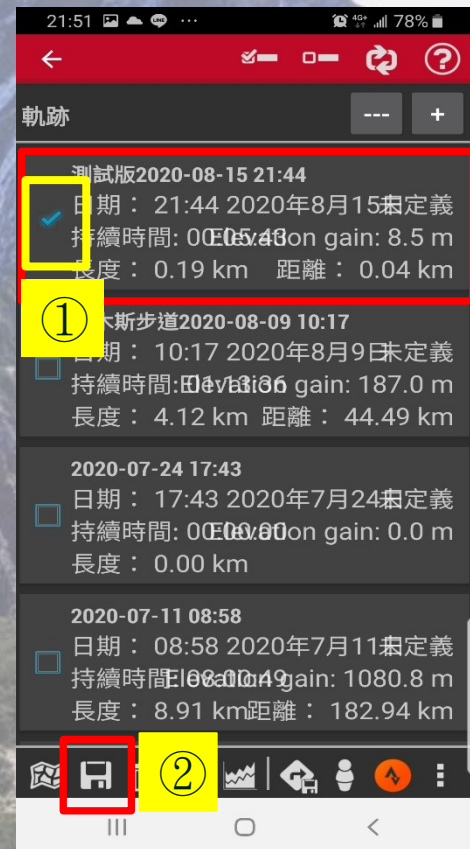 21:51 LINE ... 4G+ 78%
軌跡 --- +
測試版2020-08-15 21:44
日期： 21:44 2020年8月15日未定義
持續時間: 00:05:43 Elevation gain: 8.5 m
長度： 0.19 km 距離： 0.04 km
①
木斯步道2020-08-09 10:17
日期： 10:17 2020年8月9日未定義
持續時間: 01:13:36 Elevation gain: 187.0 m
長度： 4.12 km 距離： 44.49 km
2020-07-24 17:43
日期： 17:43 2020年7月24日未定義
持續時間: 00:00:00 Elevation gain: 0.0 m
長度： 0.00 km
2020-07-11 08:58
日期： 08:58 2020年7月11日未定義
持續時間: 08:00:49 Elevation gain: 1080.8 m
長度： 8.91 km 距離： 182.94 km
②